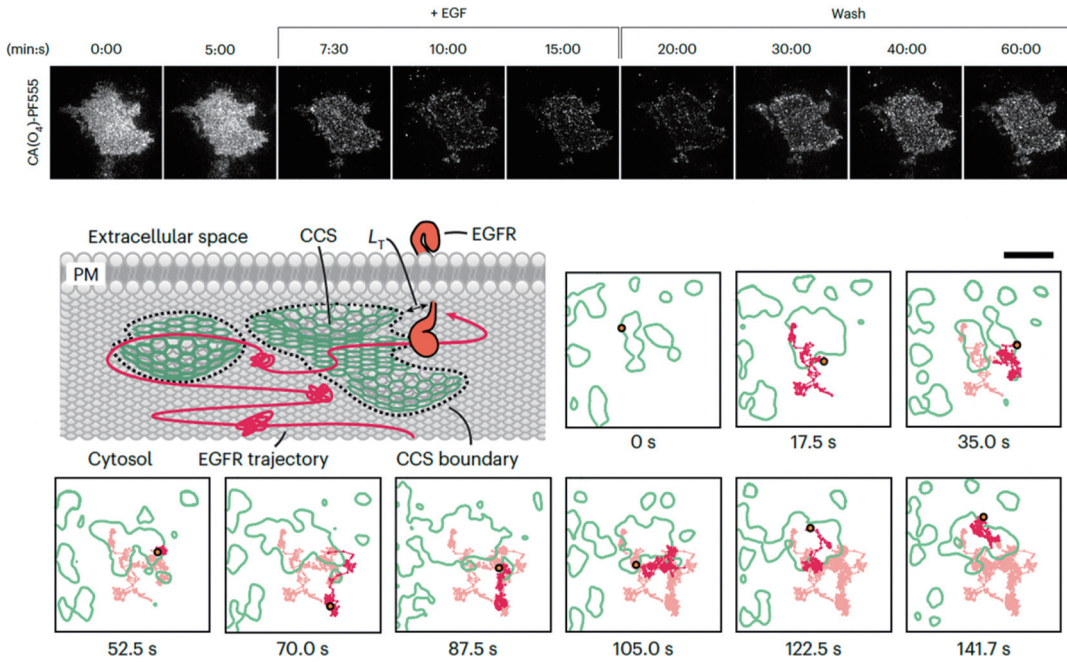 + EGF Wash
(min:s) 0:00 5:00 7:30 10:00 15:00 20:00 30:00 40:00 60:00
CA(O₄)-PF555
Extracellular space CCS L_T EGFR
PM
Cytosol EGFR trajectory CCS boundary
0 s 17.5 s 35.0 s
52.5 s 70.0 s 87.5 s 105.0 s 122.5 s 141.7 s